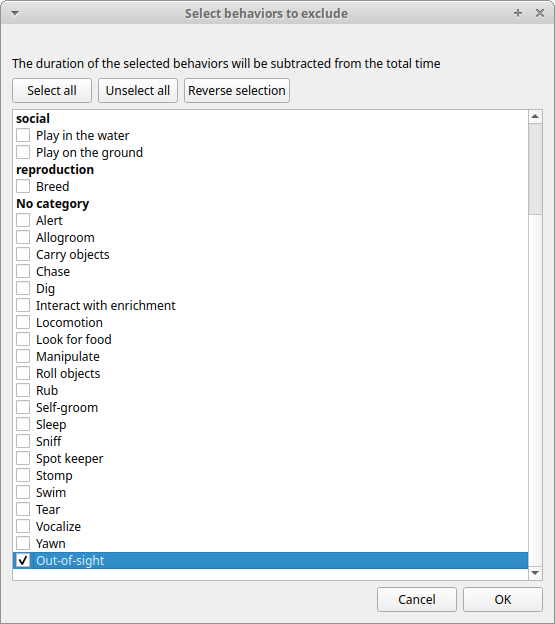 Select behaviors to exclude
The duration of the selected behaviors will be subtracted from the total time
Select all Unselect all Reverse selection
social
Play in the water
Play on the ground
reproduction
Breed
No category
Alert
Allogroom
Carry objects
Chase
Dig
Interact with enrichment
Locomotion
Look for food
Manipulate
Roll objects
Rub
Self-groom
Sleep
Sniff
Spot keeper
Stomp
Swim
Tear
Vocalize
Yawn
Out-of-sight
Cancel OK